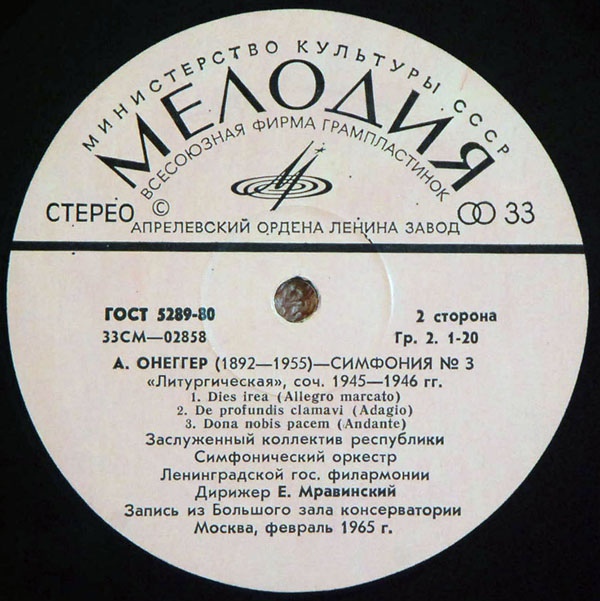 МИНИСТЕРСТВО КУЛЬТУРЫ СССР
МЕЛОДИЯ
ВСЕСОЮЗНАЯ ФИРМА ГРАМПЛАСТИНОК
СТЕРЕО © 33
АПРЕЛЕВСКИЙ ОРДЕНА ЛЕНИНА ЗАВОД
ГОСТ 5289-80 2 сторона
33СМ—02858 Гр. 2. 1-20
А. ОНЕГГЕР (1892—1955)—СИМФОНИЯ № 3
«Литургическая», соч. 1945—1946 гг.
1. Dies irea (Allegro marcato)
2. De profundis clamavi (Adagio)
3. Dona nobis pacem (Andante)
Заслуженный коллектив республики
Симфонический оркестр
Ленинградской гос. филармонии
Дирижер Е. Мравинский
Запись из Большого зала консерватории
Москва, февраль 1965 г.